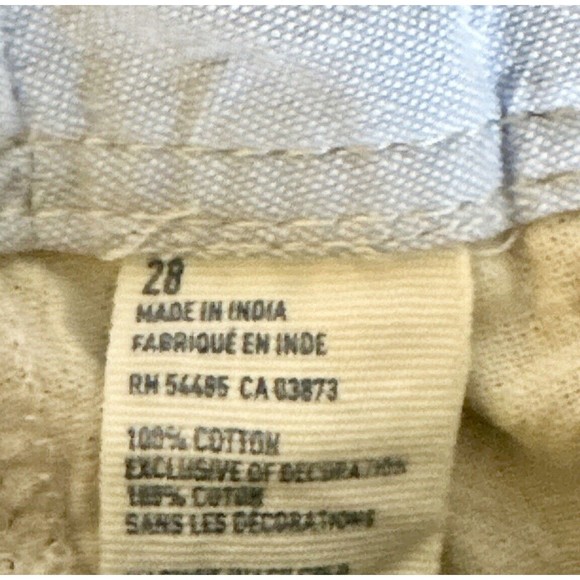 28
MADE IN INDIA
FABRIQUÉ EN INDE
RN 54485 CA 03873
100% COTTON
EXCLUSIVE OF DECORATION
100% COTON
SANS LES DÉCORATIONS